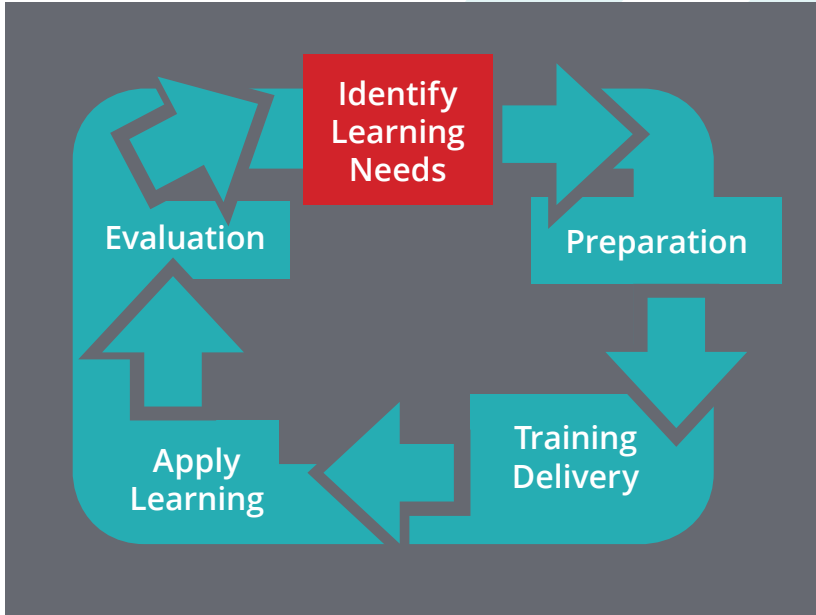 Identify
Learning
Needs
Preparation
Training
Delivery
Apply
Learning
Evaluation